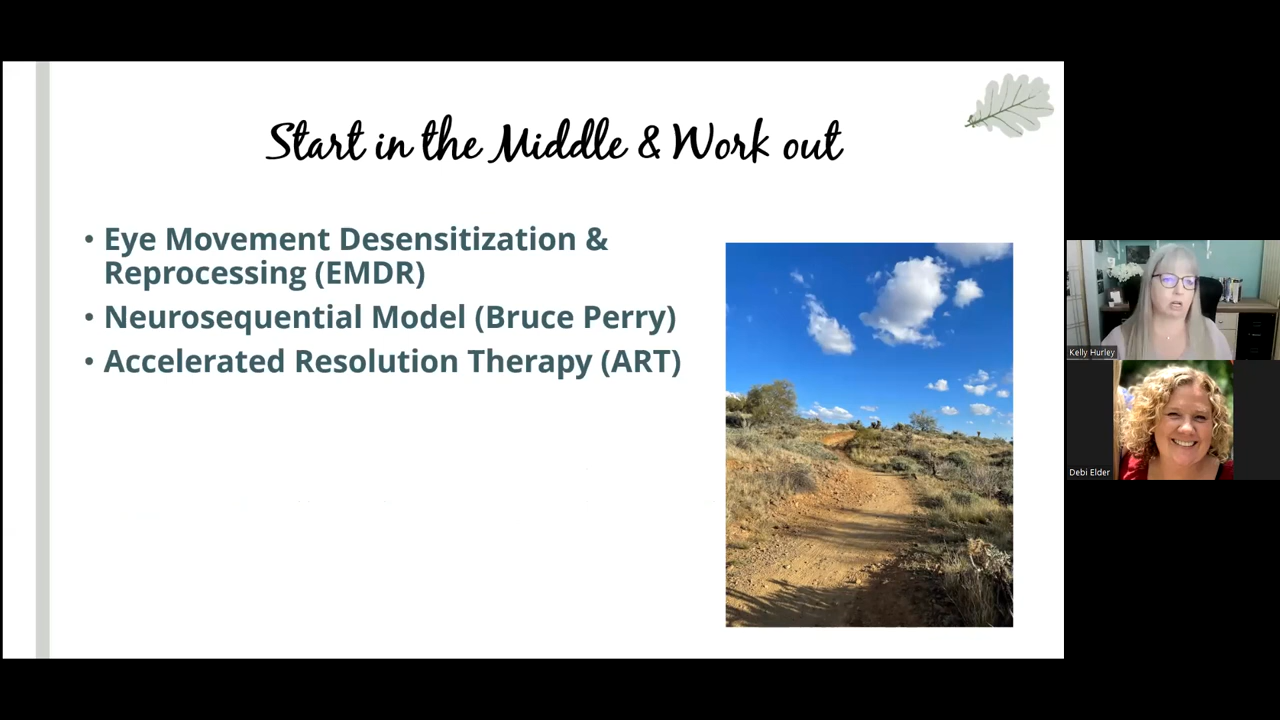 Start in the Middle & Work out
• Eye Movement Desensitization &
Reprocessing (EMDR)
• Neurosequential Model (Bruce Perry)
• Accelerated Resolution Therapy (ART)
Kelly Hurley
Debi Elder